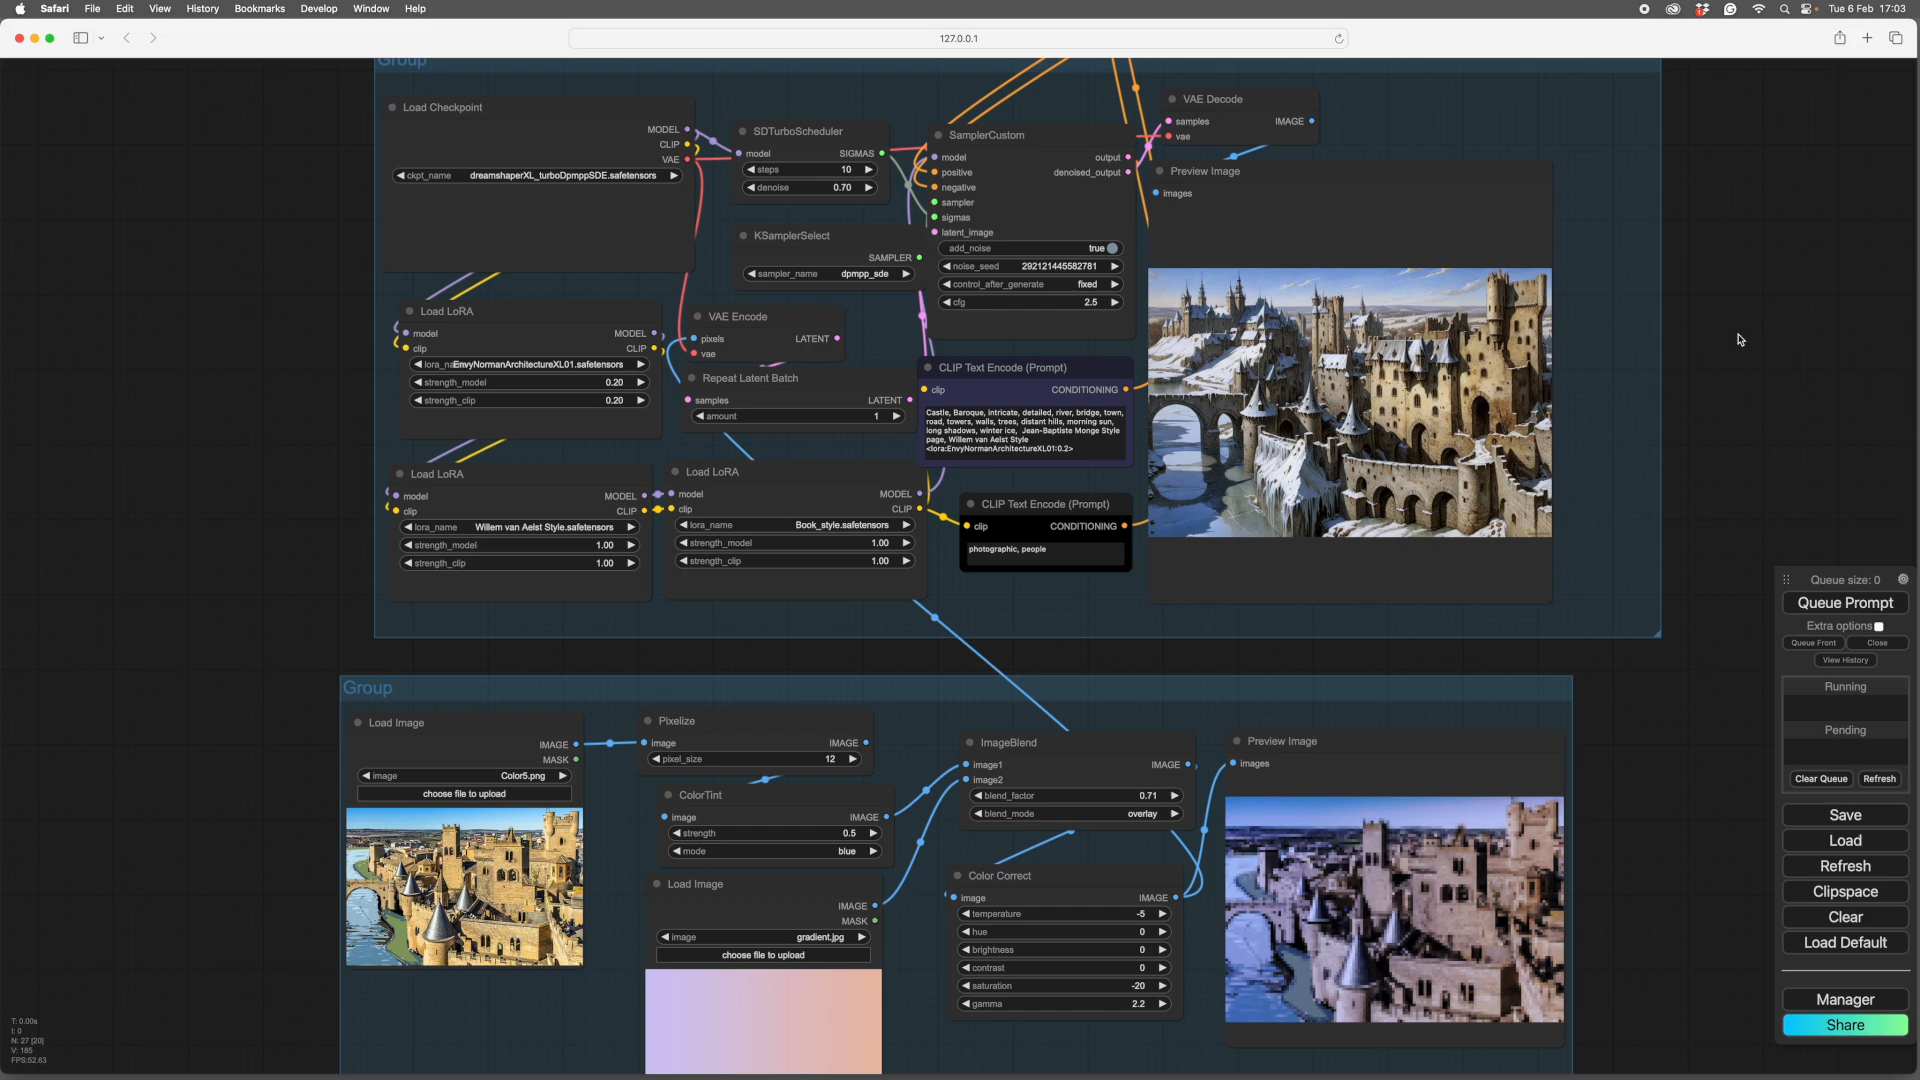 Safari File Edit View History Bookmarks Develop Window Help
Tue 6 Feb 17:03
127.0.0.1
Group
Load Checkpoint
MODEL
CLIP
VAE
ckpt_name dreamshaperXL_turboDpmppSDE.safetensors
SDTurboScheduler
model SIGMAS
steps 10
denoise 0.70
KSamplerSelect
SAMPLER
sampler_name dpmpp_sde
SamplerCustom
model output
positive denoised_output
negative
sampler
sigmas
latent_image
add_noise true
noise_seed 292121445582781
control_after_generate fixed
cfg 2.5
VAE Decode
samples IMAGE
vae
Preview Image
images
Load LoRA
model MODEL
clip CLIP
lora_na EnvyNormanArchitectureXL01.safetensors
strength_model 0.20
strength_clip 0.20
VAE Encode
pixels LATENT
vae
Repeat Latent Batch
samples LATENT
amount 1
CLIP Text Encode (Prompt)
clip CONDITIONING
Castle, Baroque, intricate, detailed, river, bridge, town,
road, towers, walls, trees, distant hills, morning sun,
long shadows, winter ice, Jean-Baptiste Monge Style
page, Willem van Aelst Style
<lora:EnvyNormanArchitectureXL01:0.2>
Load LoRA
model MODEL
clip CLIP
lora_name Willem van Aelst Style.safetensors
strength_model 1.00
strength_clip 1.00
Load LoRA
model MODEL
clip CLIP
lora_name Book_style.safetensors
strength_model 1.00
strength_clip 1.00
CLIP Text Encode (Prompt)
clip CONDITIONING
photographic, people
Group
Load Image
IMAGE
MASK
image Color5.png
choose file to upload
Pixelize
image IMAGE
pixel_size 12
ColorTint
image IMAGE
strength 0.5
mode blue
Load Image
IMAGE
MASK
image gradient.jpg
choose file to upload
ImageBlend
image1 IMAGE
image2
blend_factor 0.71
blend_mode overlay
Color Correct
image IMAGE
temperature -5
hue 0
brightness 0
contrast 0
saturation -20
gamma 2.2
Preview Image
images
Queue size: 0
Queue Prompt
Extra options
Queue Front Close
View History
Running
Pending
Clear Queue Refresh
Save
Load
Refresh
Clipspace
Clear
Load Default
Manager
Share
T: 0.00s
I: 0
N: 27 [20]
V: 185
FPS:52.63